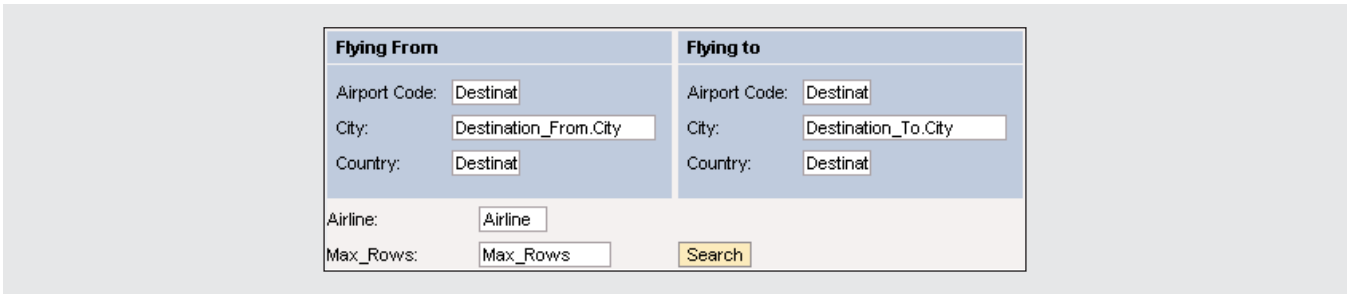 Flying From
Airport Code: Destinat
City: Destination_From.City
Country: Destinat
Flying to
Airport Code: Destinat
City: Destination_To.City
Country: Destinat
Airline: Airline
Max_Rows: Max_Rows
Search